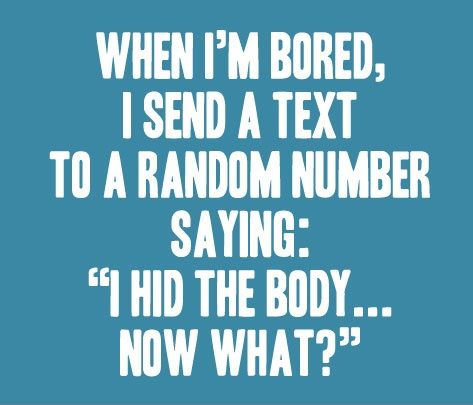 WHEN I'M BORED,
I SEND A TEXT
TO A RANDOM NUMBER
SAYING:
“I HID THE BODY...
NOW WHAT?”